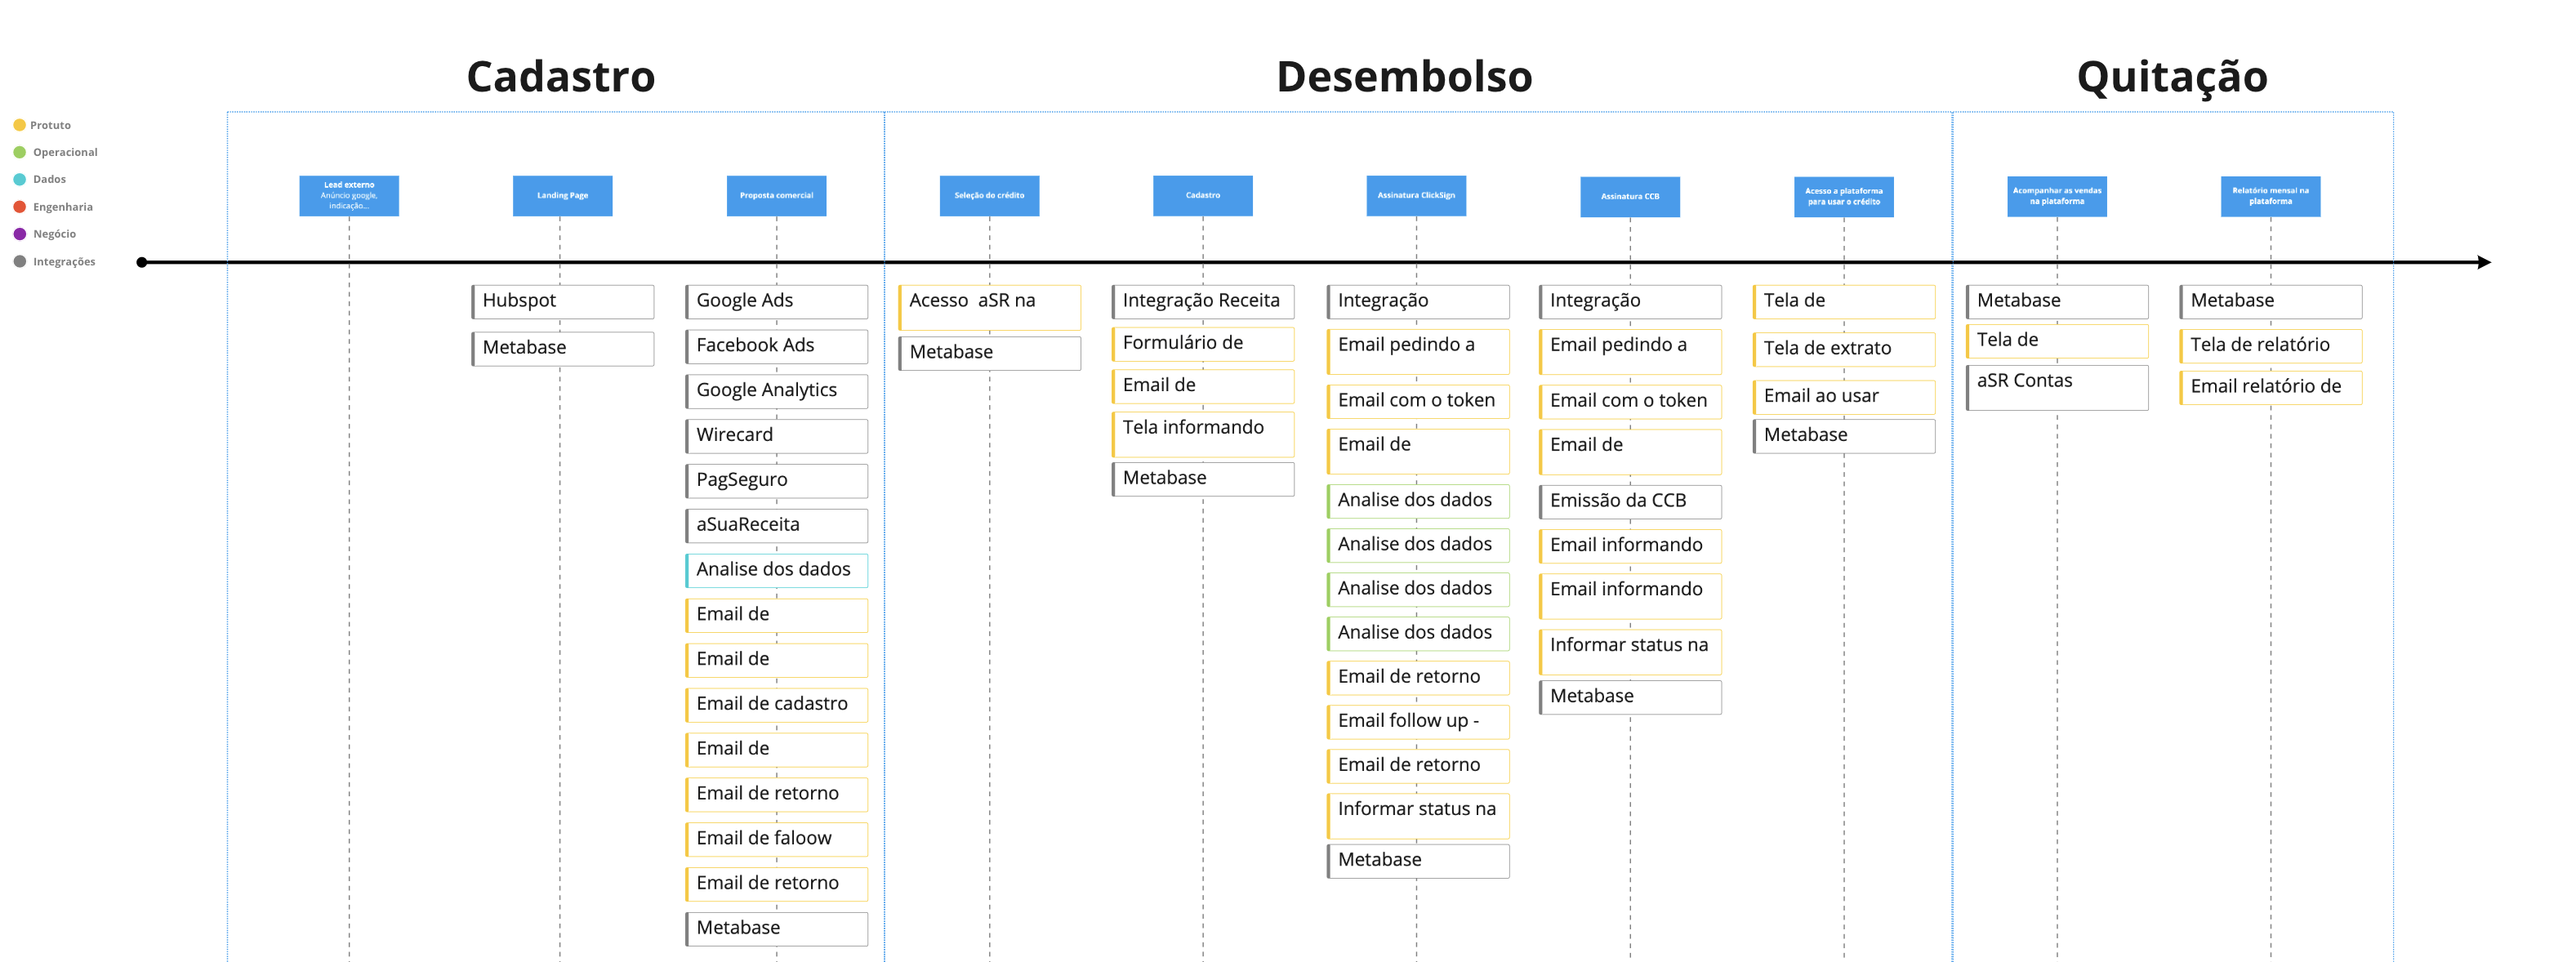 Cadastro
Desembolso
Quitação
Protuto
Operacional
Dados
Engenharia
Negócio
Integrações
Lead externo
Anúncio google,
indicação...
Landing Page
Proposta comercial
Seleção do crédito
Cadastro
Assinatura ClickSign
Assinatura CCB
Acesso a plataforma
para usar o crédito
Acompanhar as vendas
na plataforma
Relatório mensal na
plataforma
Hubspot
Metabase
Google Ads
Facebook Ads
Google Analytics
Wirecard
PagSeguro
aSuaReceita
Analise dos dados
Email de
Email de
Email de cadastro
Email de
Email de retorno
Email de faloow
Email de retorno
Metabase
Acesso aSR na
Metabase
Integração Receita
Formulário de
Email de
Tela informando
Metabase
Integração
Email pedindo a
Email com o token
Email de
Analise dos dados
Analise dos dados
Analise dos dados
Analise dos dados
Email de retorno
Email follow up -
Email de retorno
Informar status na
Metabase
Integração
Email pedindo a
Email com o token
Email de
Emissão da CCB
Email informando
Email informando
Informar status na
Metabase
Tela de
Tela de extrato
Email ao usar
Metabase
Metabase
Tela de
aSR Contas
Metabase
Tela de relatório
Email relatório de